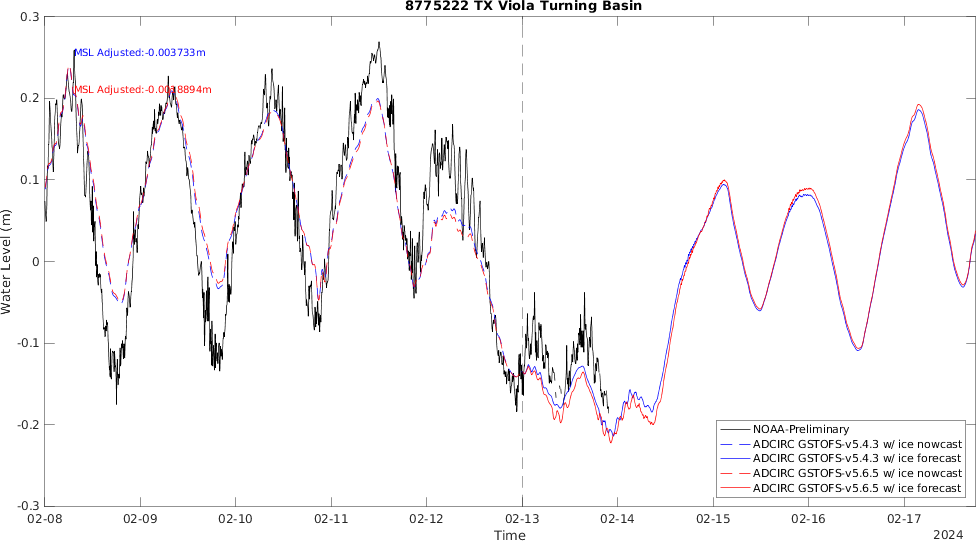 8775222 TX Viola Turning Basin
0.3
0.2
0.1
0
-0.1
-0.2
-0.3
Water Level (m)
MSL Adjusted:-0.003733m
MSL
NOAA-Preliminary
ADCIRC GSTOFS-v5.4.3 w/ ice nowcast
ADCIRC GSTOFS-v5.4.3 w/ ice forecast
ADCIRC GSTOFS-v5.6.5 w/ ice nowcast
ADCIRC GSTOFS-v5.6.5 w/ ice forecast
02-08
02-09
02-10
02-11
02-12
02-13
02-14
02-15
02-16
02-17
Time
2024